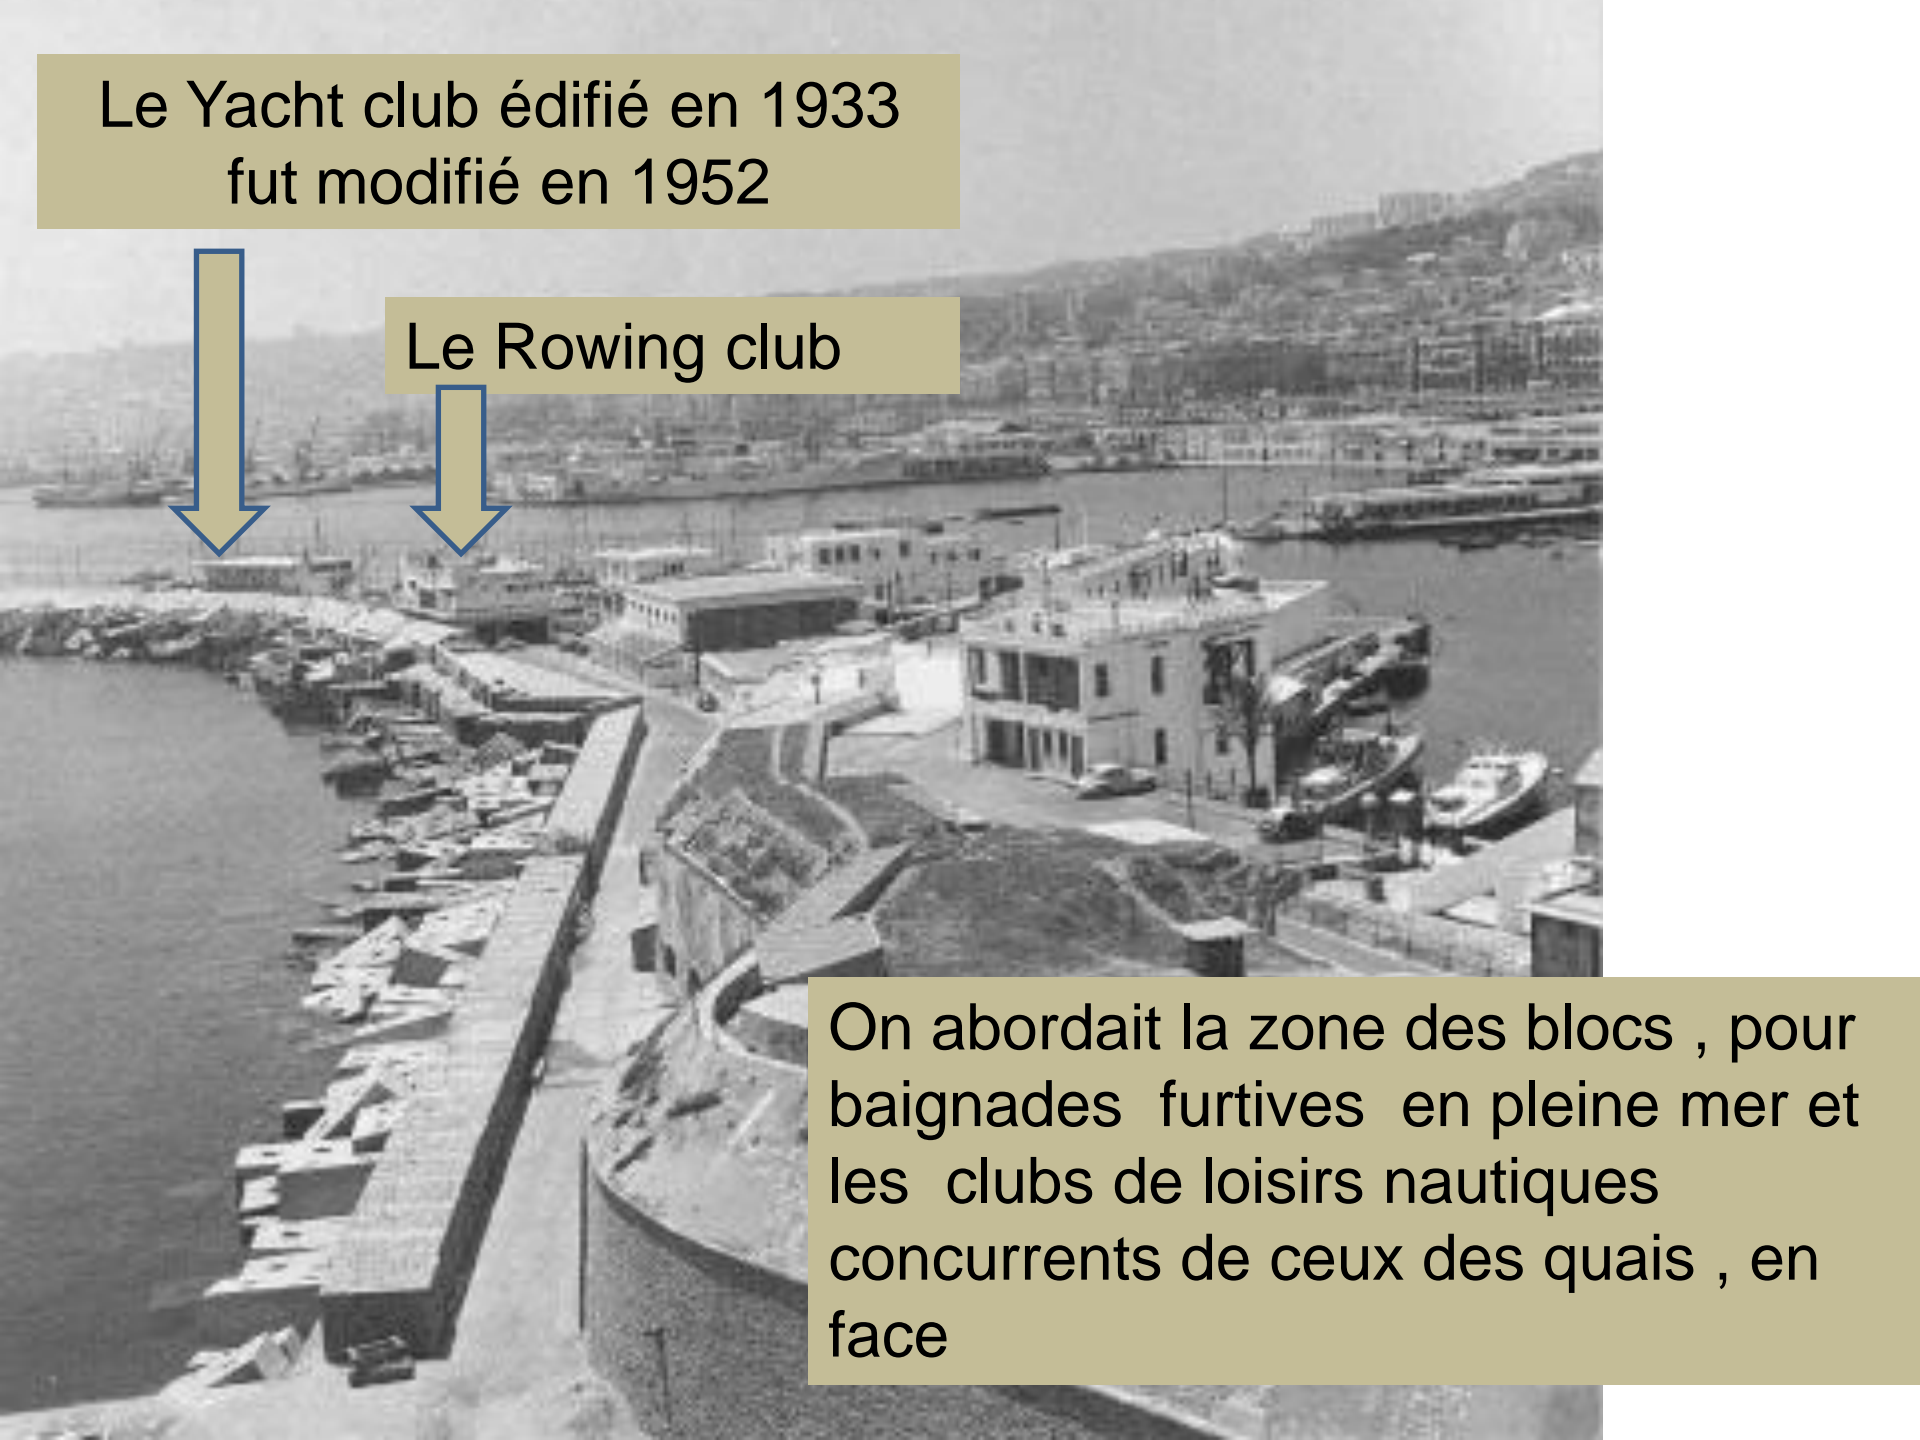 Le Yacht club édifié en 1933
fut modifié en 1952
Le Rowing club
On abordait la zone des blocs , pour
baignades  furtives  en pleine mer et
les  clubs de loisirs nautiques
concurrents de ceux des quais , en
face